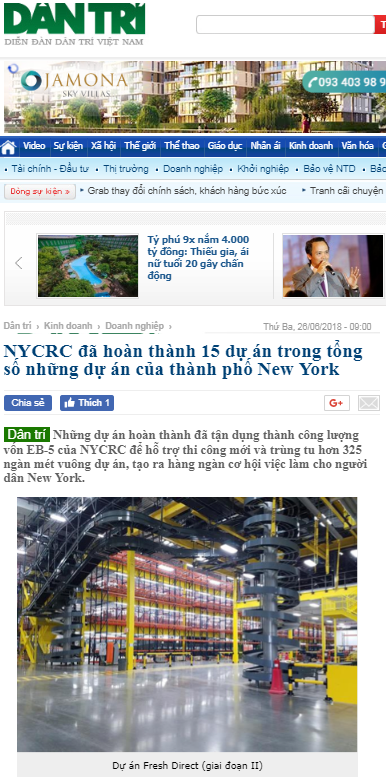 DÂN TRÍ
DIỄN ĐÀN DÂN TRÍ VIỆT NAM
T
JAMONA
SKY VILLAS
093 403 98 9
Video Sự kiện Xã hội Thế giới Thể thao Giáo dục Nhân ái Kinh doanh Văn hóa G
Tài chính - Đầu tư Thị trường Doanh nghiệp Khởi nghiệp Bảo vệ NTD Bảo
Dòng sự kiện » Grab thay đổi chính sách, khách hàng bức xúc Tranh cãi chuyện
Tỷ phú 9x nắm 4.000
tỷ đồng: Thiếu gia, ái
nữ tuổi 20 gây chấn
động
Dân trí › Kinh doanh › Doanh nghiệp ›
Thứ Ba, 26/06/2018 - 09:00
NYCRC đã hoàn thành 15 dự án trong tổng
số những dự án của thành phố New York
Chia sẻ Thích 1 G+
Dân trí Những dự án hoàn thành đã tận dụng thành công lượng
vốn EB-5 của NYCRC để hỗ trợ thi công mới và trùng tu hơn 325
ngàn mét vuông dự án, tạo ra hàng ngàn cơ hội việc làm cho người
dân New York.
Dự án Fresh Direct (giai đoạn II)